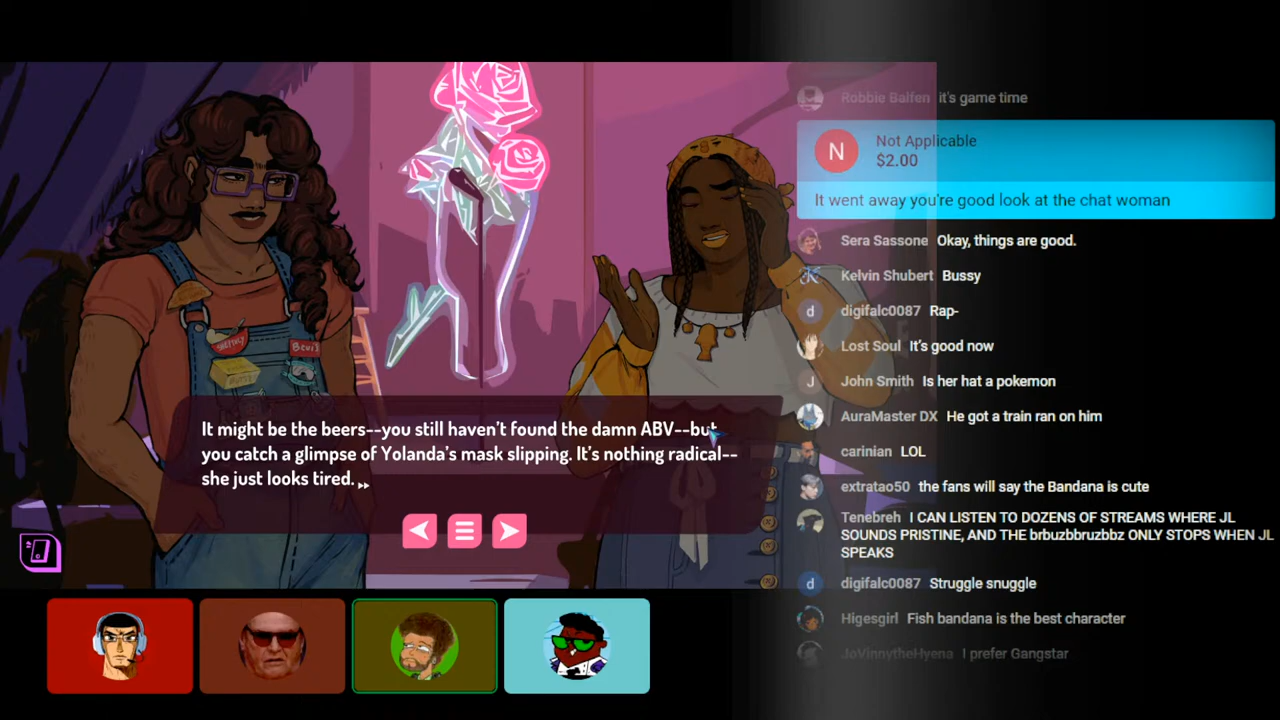 It might be the beers--you still haven't found the damn ABV--but
you catch a glimpse of Yolanda's mask slipping. It's nothing radical--
she just looks tired.
Robbie Balfen it's game time
N
Not Applicable
$2.00
It went away you're good look at the chat woman
Sera Sassone Okay, things are good.
Kelvin Shubert Bussy
d digifalc0087 Rap-
Lost Soul It's good now
J John Smith Is her hat a pokemon
AuraMaster DX He got a train ran on him
carinian LOL
extratao50 the fans will say the Bandana is cute
Tenebreh I CAN LISTEN TO DOZENS OF STREAMS WHERE JL
SOUNDS PRISTINE, AND THE brbuzbbruzbbz ONLY STOPS WHEN JL
SPEAKS
d digifalc0087 Struggle snuggle
Higesgirl Fish bandana is the best character
JoVinnytheHyena I prefer Gangstar